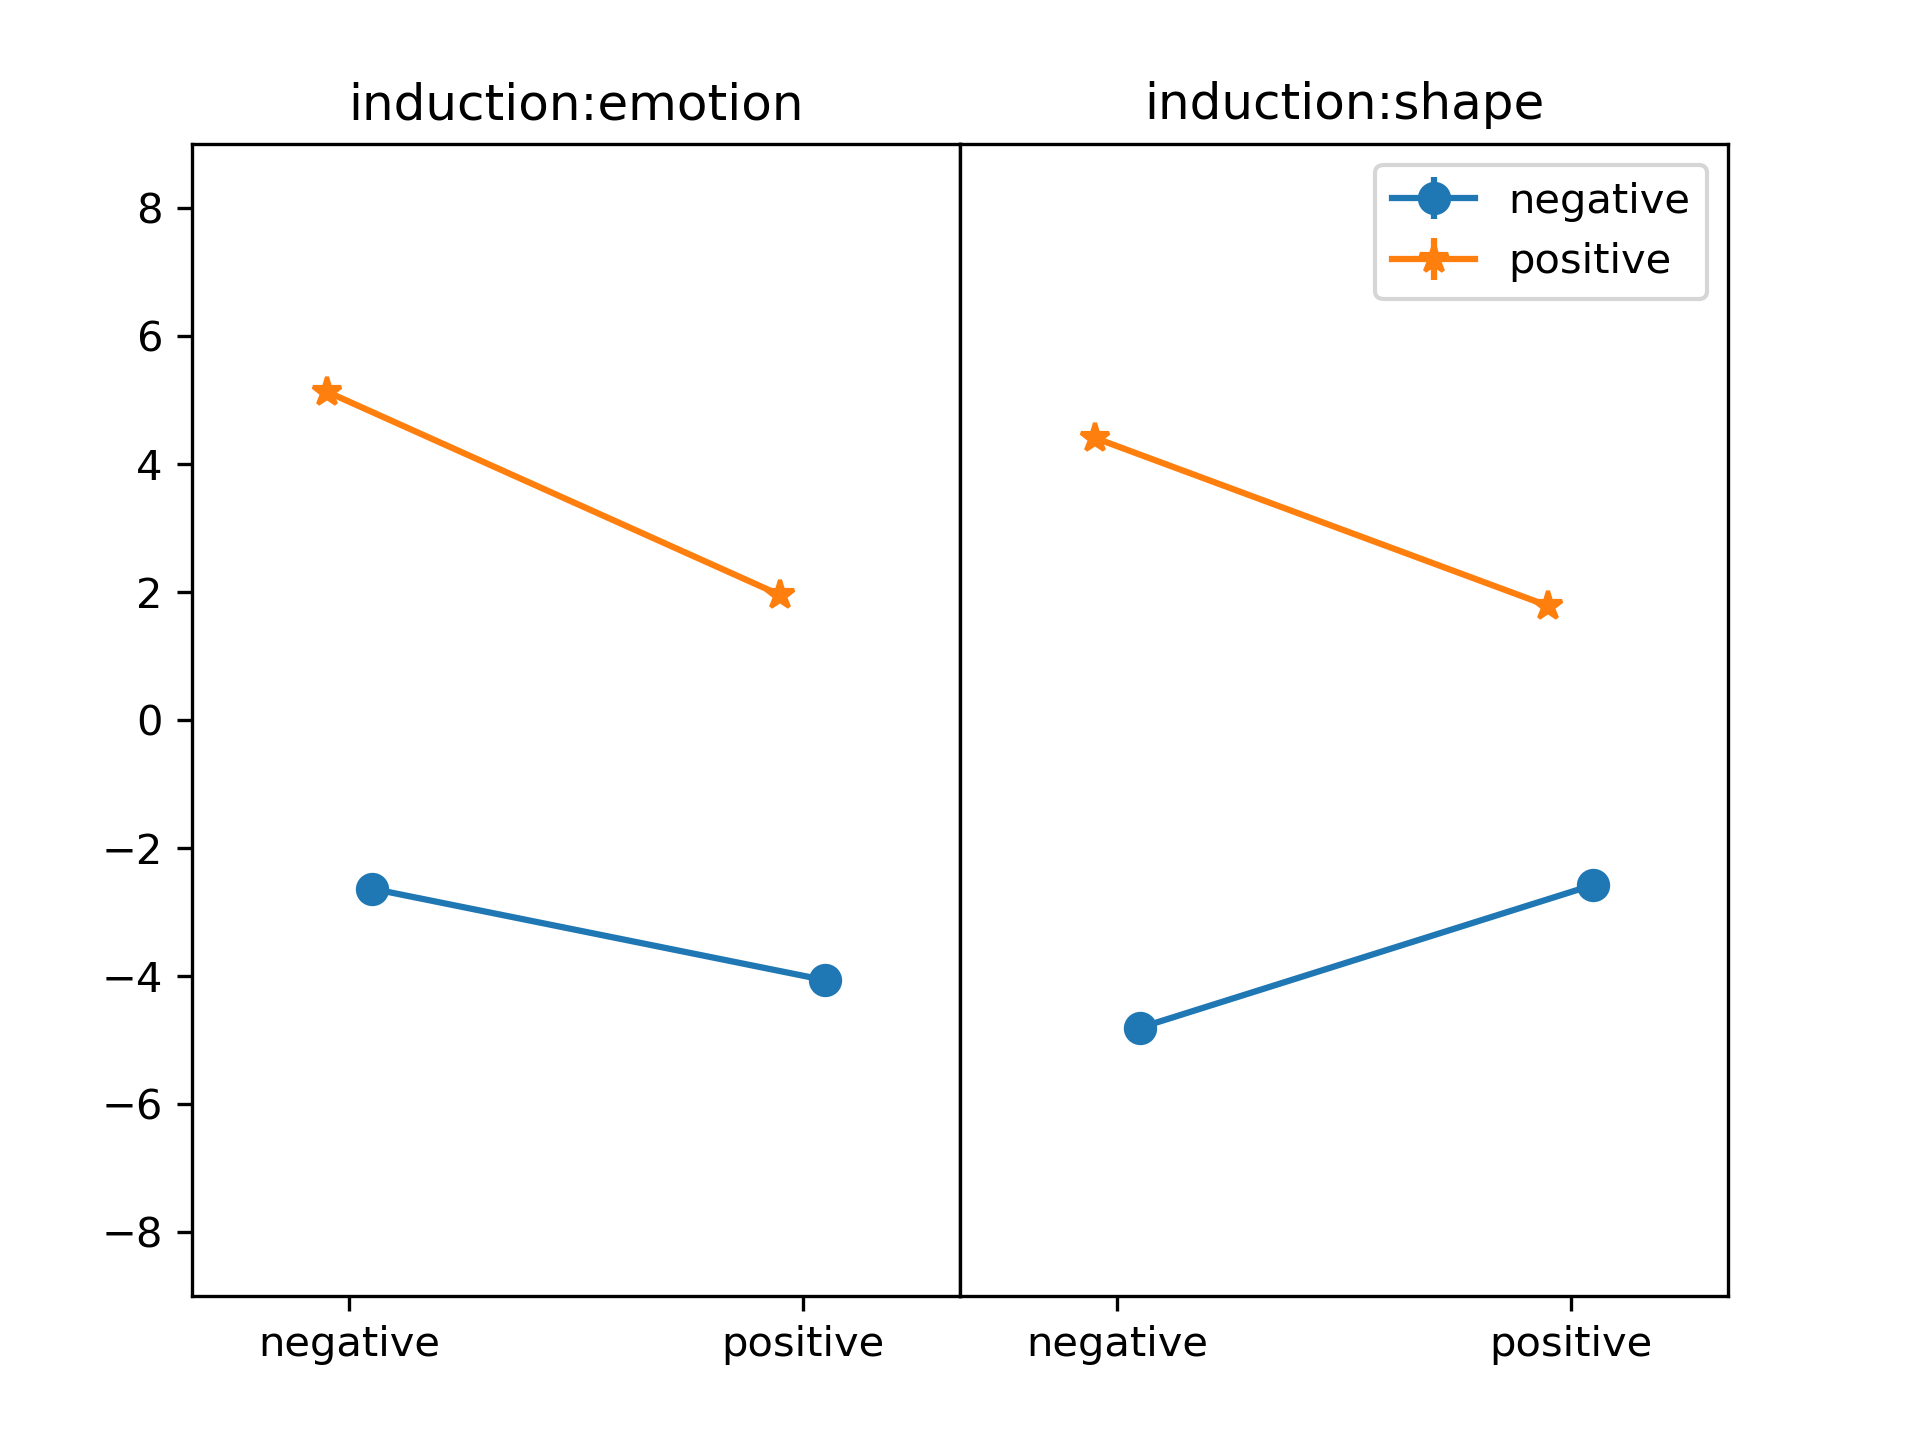 induction:emotion
induction:shape
negative
positive
8
6
4
2
0
−2
−4
−6
−8
negative
positive
negative
positive